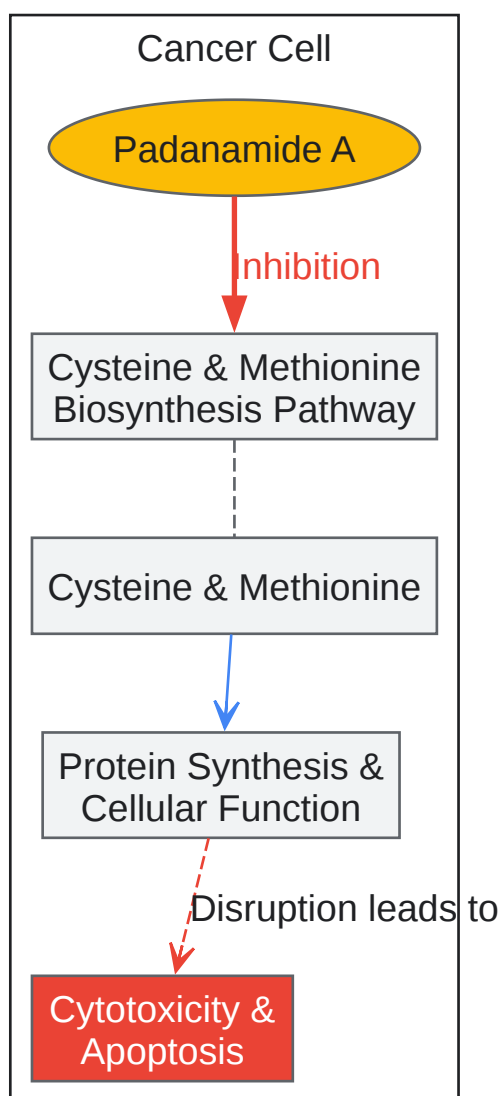 Cancer Cell
Padanamide A
Inhibition
Cysteine & Methionine
Biosynthesis Pathway
Cysteine & Methionine
Protein Synthesis &
Cellular Function
Disruption leads to
Cytotoxicity &
Apoptosis